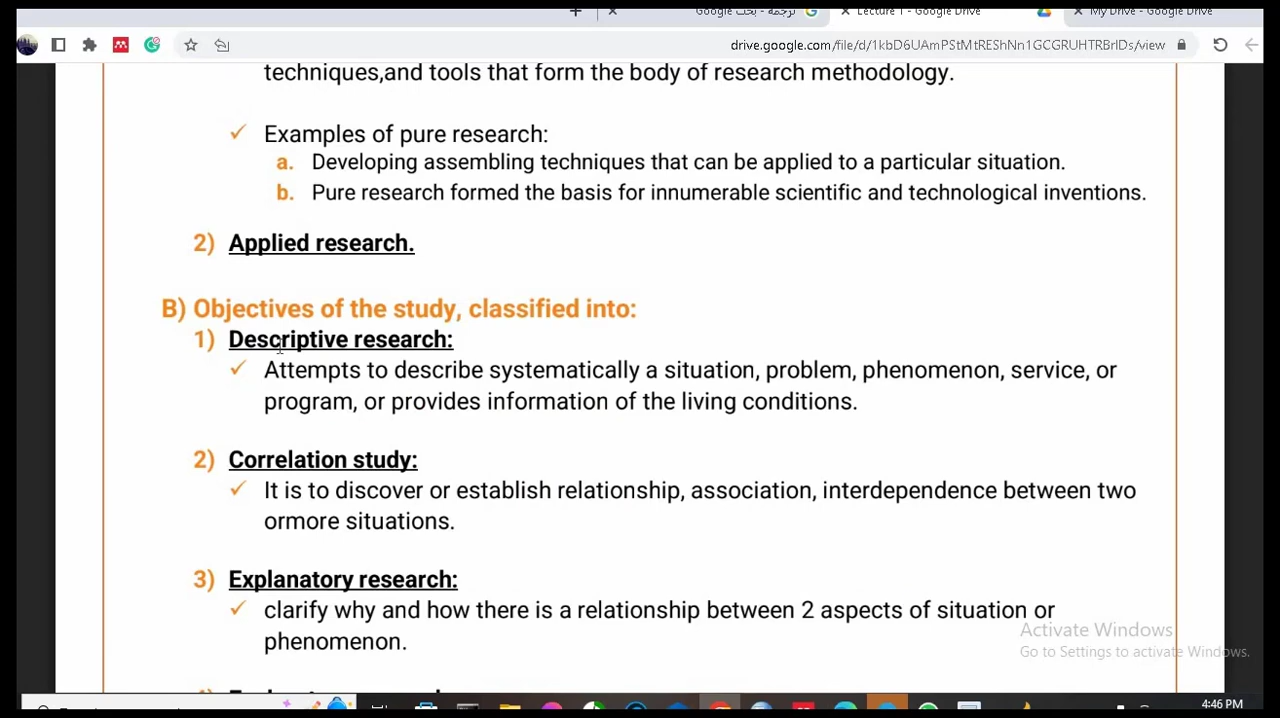 ترجمة - بحث Google
Lecture 1 - Google Drive
My Drive - Google Drive
drive.google.com/file/d/1kbD6UAmPStMtREShNn1GCGRUHTRBrIDs/view
techniques,and tools that form the body of research methodology.
✓ Examples of pure research:
a. Developing assembling techniques that can be applied to a particular situation.
b. Pure research formed the basis for innumerable scientific and technological inventions.
2) Applied research.
B) Objectives of the study, classified into:
1) Descriptive research:
✓ Attempts to describe systematically a situation, problem, phenomenon, service, or
program, or provides information of the living conditions.
2) Correlation study:
✓ It is to discover or establish relationship, association, interdependence between two
ormore situations.
3) Explanatory research:
✓ clarify why and how there is a relationship between 2 aspects of situation or
phenomenon.
Activate Windows
Go to Settings to activate Windows.
4:46 PM